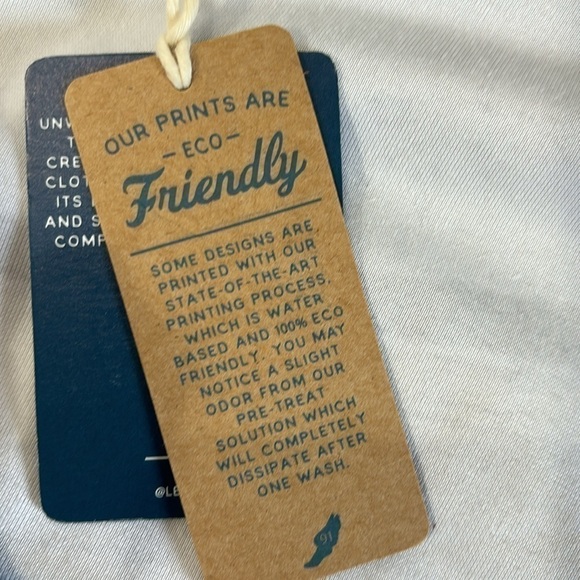 OUR PRINTS ARE
– ECO –
Friendly
SOME DESIGNS ARE
PRINTED WITH OUR
STATE-OF-THE-ART
PRINTING PROCESS,
WHICH IS WATER
BASED AND 100% ECO
FRIENDLY. YOU MAY
NOTICE A SLIGHT
ODOR FROM OUR
PRE-TREAT
SOLUTION WHICH
WILL COMPLETELY
DISSIPATE AFTER
ONE WASH.
91
ITS
AND